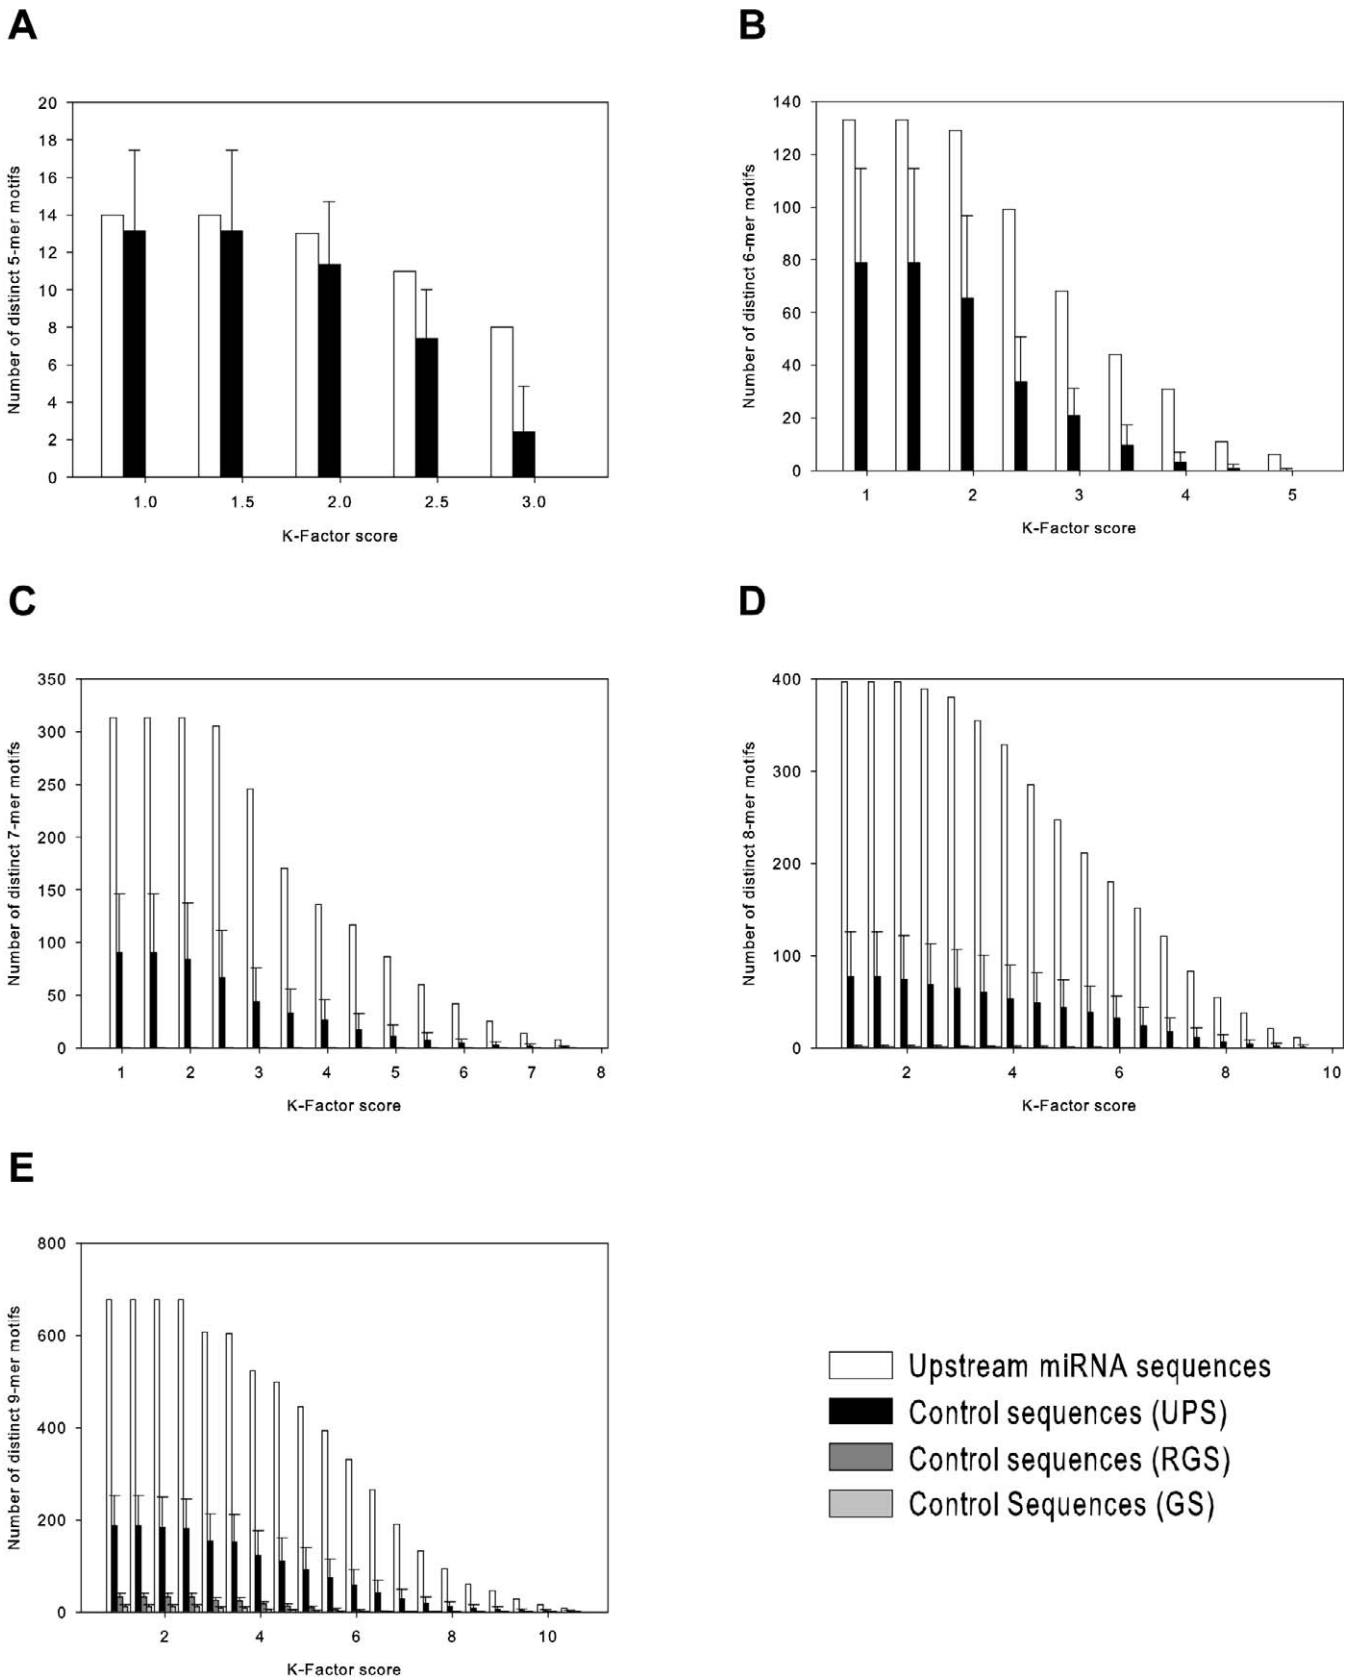 A
Number of distinct 5-mer motifs
20
18
16
14
12
10
8
6
4
2
0
1.0 1.5 2.0 2.5 3.0
K-Factor score
B
Number of distinct 6-mer motifs
140
120
100
80
60
40
20
0
1 2 3 4 5
K-Factor score
C
Number of distinct 7-mer motifs
350
300
250
200
150
100
50
0
1 2 3 4 5 6 7 8
K-Factor score
D
Number of distinct 8-mer motifs
400
300
200
100
0
2 4 6 8 10
K-Factor score
E
Number of distinct 9-mer motifs
800
600
400
200
0
2 4 6 8 10
K-Factor score
Upstream miRNA sequences
Control sequences (UPS)
Control sequences (RGS)
Control Sequences (GS)